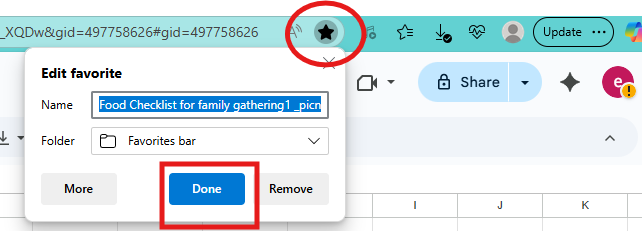 _XQDw&gid=497758626#gid=497758626
Update
Edit favorite
Name Food Checklist for family gathering1 _picn
Folder Favorites bar
More Done Remove
Share
e
I J K